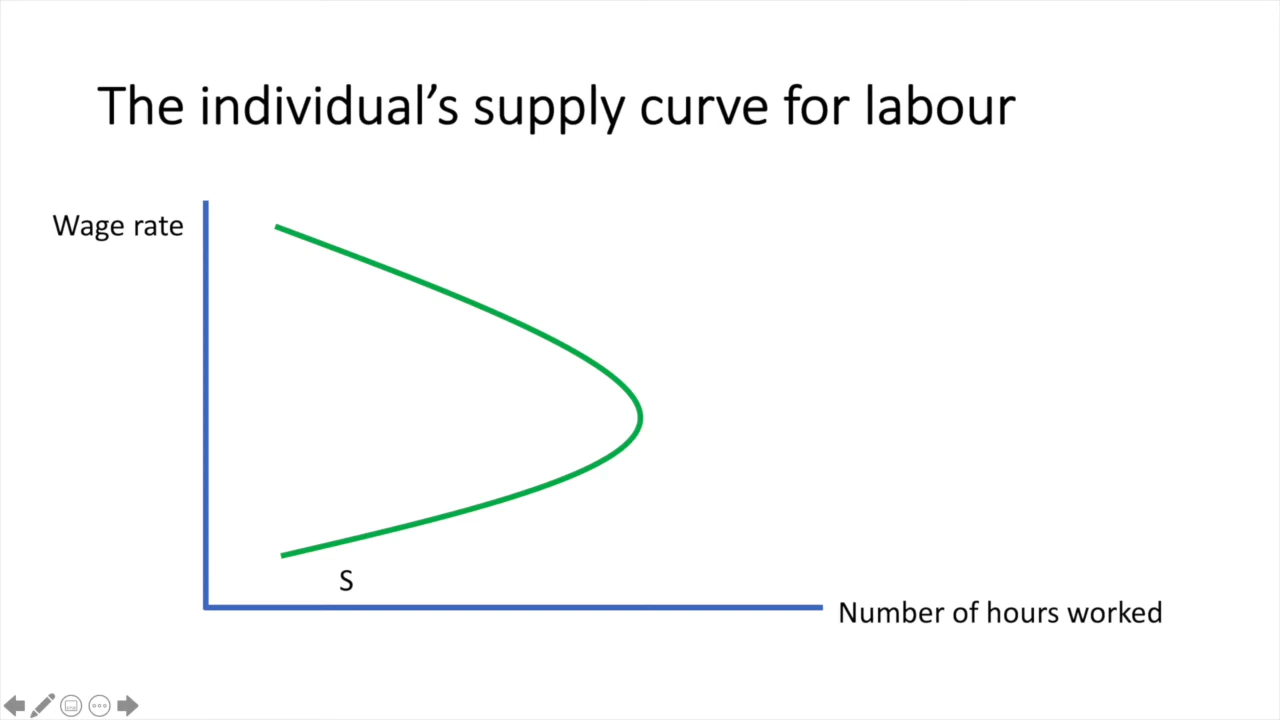 The individual’s supply curve for labour
Wage rate
S
Number of hours worked